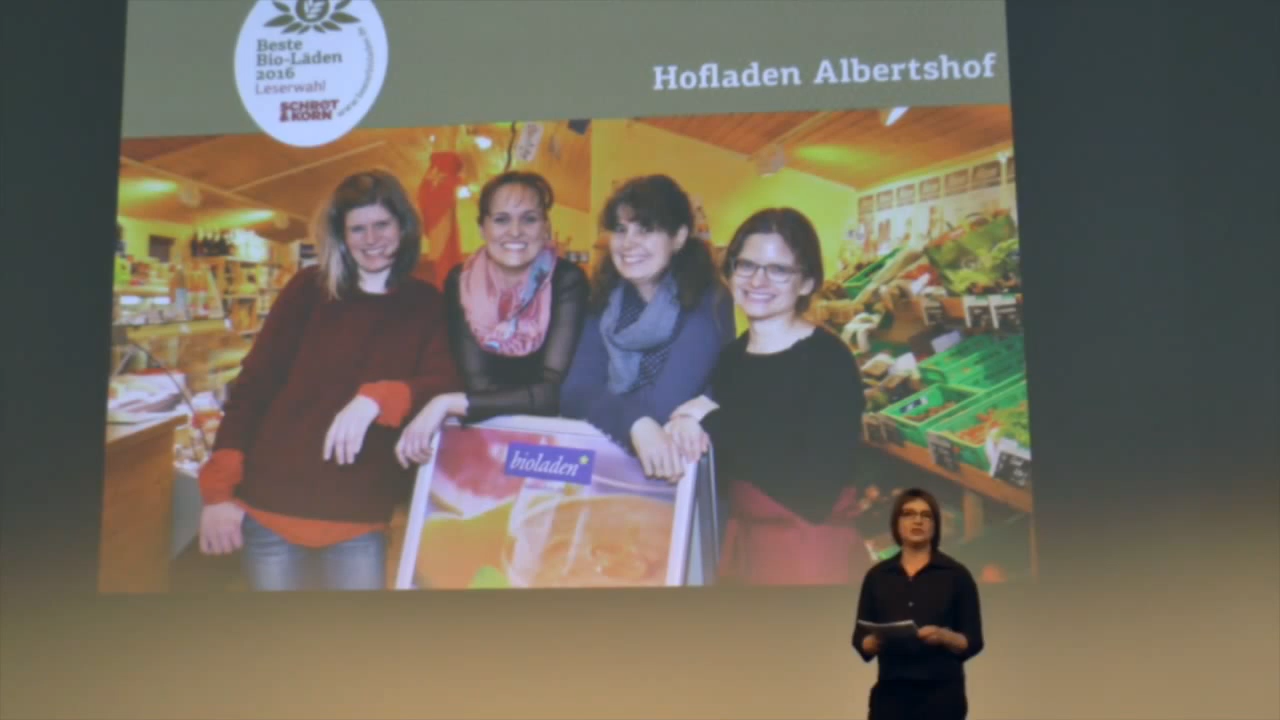 Beste
Bio-Läden
2016
Leserwahl
SCHROT
&KORN
Hofladen Albertshof
bioladen*